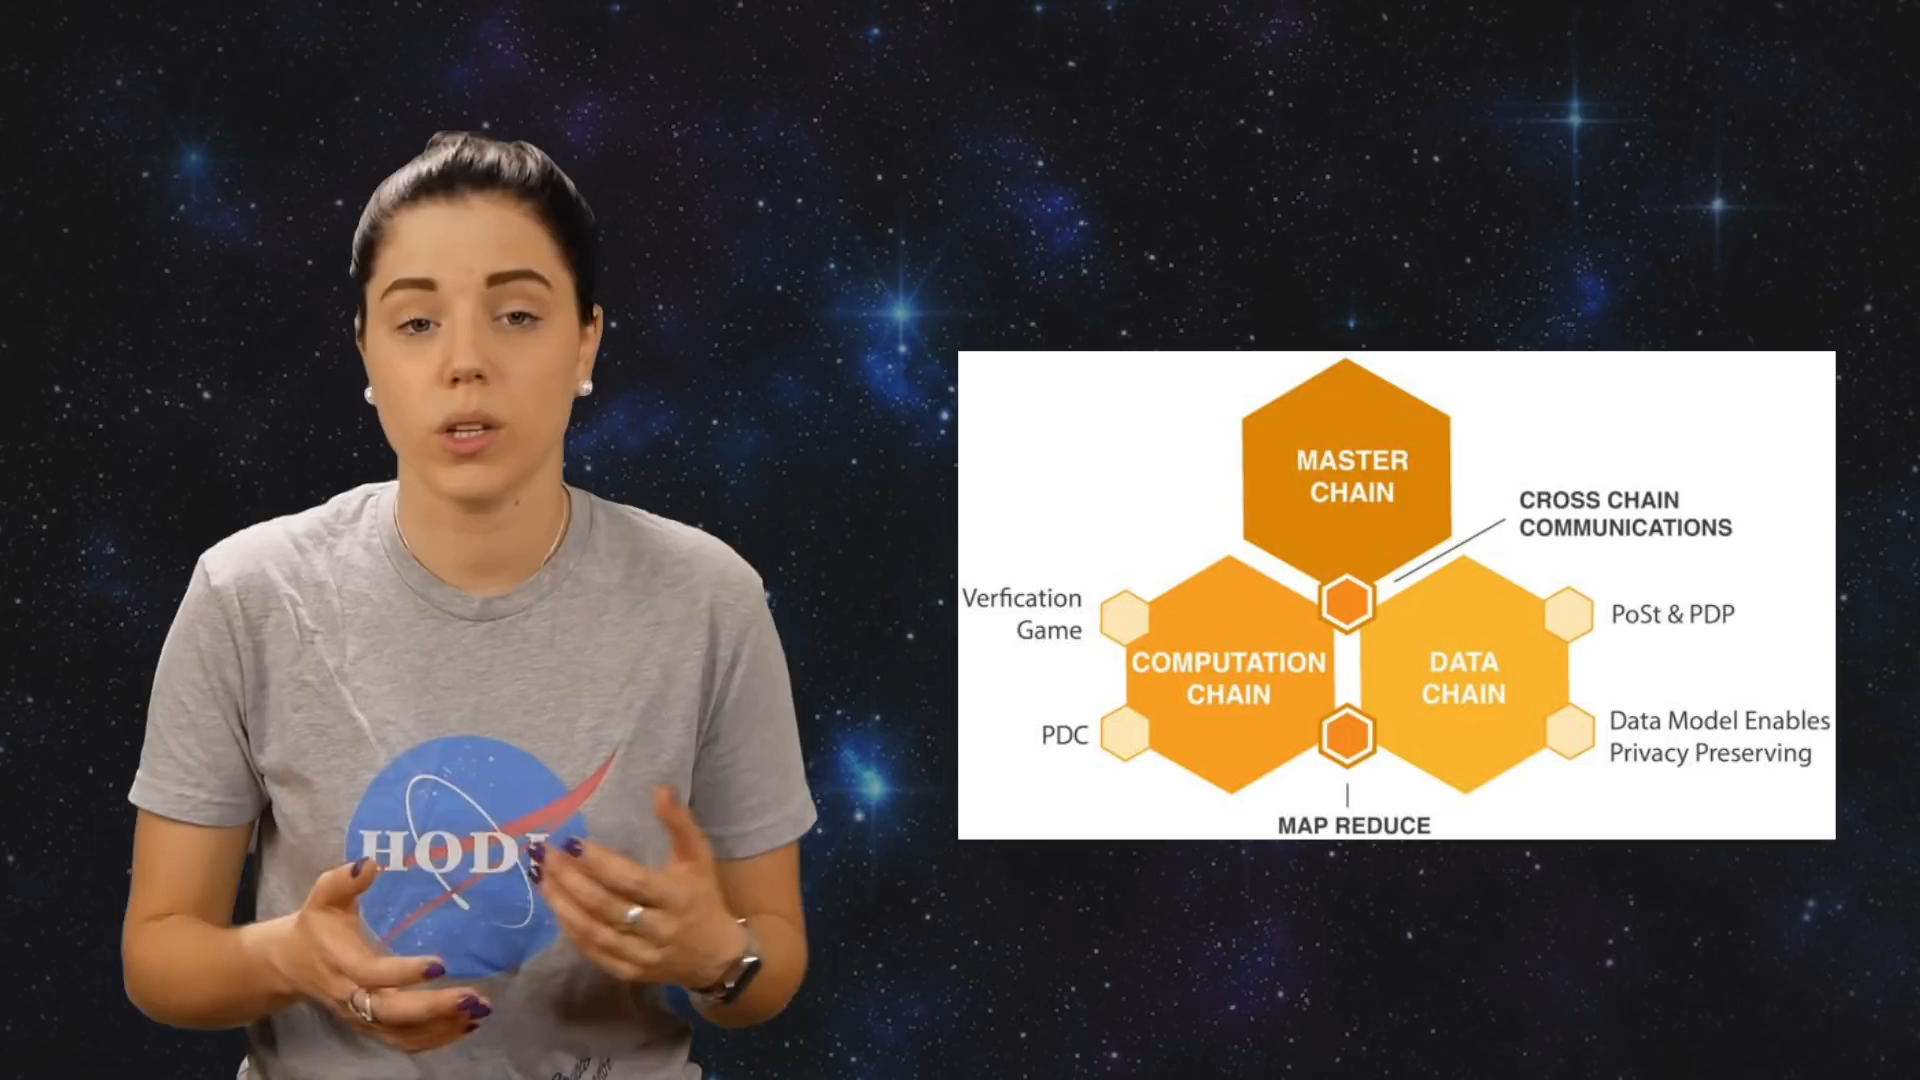 MASTER
CHAIN
CROSS CHAIN
COMMUNICATIONS
Verfication
Game
PoSt & PDP
COMPUTATION
CHAIN
DATA
CHAIN
PDC
Data Model Enables
Privacy Preserving
MAP REDUCE
HODL